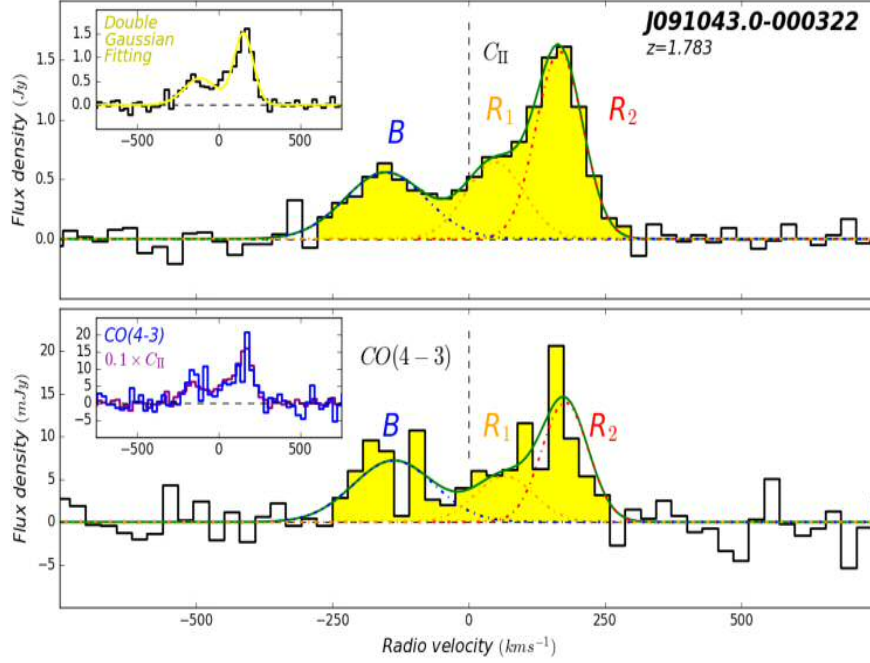 Double
Gaussian
Fitting
1.5
1.0
0.5
0.0
−500 0 500
J091043.0-000322
z=1.783
C_II
B
R_1
R_2
Flux density (Jy)
1.5
1.0
0.5
0.0
CO(4-3)
0.1 × C_II
20
15
10
5
0
−5
−500 0 500
CO(4 − 3)
B
R_1
R_2
Flux density (mJy)
20
15
10
5
0
−5
−500 −250 0 250 500
Radio velocity (kms^{-1})